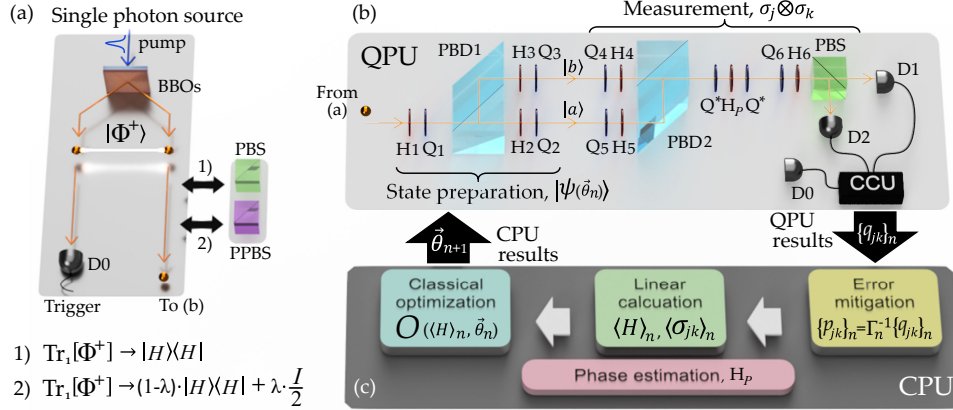 (a)
Single photon source
pump
BBOs
|Φ⁺⟩
PBS
1)
2)
PPBS
D0
Trigger
To (b)
1) Tr₁[Φ⁺] → |H⟩⟨H|
2) Tr₁[Φ⁺] →(1-λ)·|H⟩⟨H| + λ·I/2
(b)
Measurement, σⱼ⊗σₖ
QPU
PBD1
H3 Q3
|b⟩
Q4 H4
Q6 H6
PBS
D1
From
(a)
|a⟩
Q* Hₚ Q*
H1 Q1
H2 Q2
Q5 H5
PBD2
D2
D0
CCU
State preparation, |ψ(θ⃗ₙ)⟩
θ⃗ₙ₊₁
CPU
results
QPU
results
{qⱼₖ}ₙ
Classical
optimization
O (⟨H⟩ₙ, θ⃗ₙ)
Linear
calcuation
⟨H⟩ₙ, ⟨σⱼₖ⟩ₙ
Error
mitigation
{pⱼₖ}ₙ=Γₙ⁻¹{qⱼₖ}ₙ
Phase estimation, Hₚ
(c)
CPU